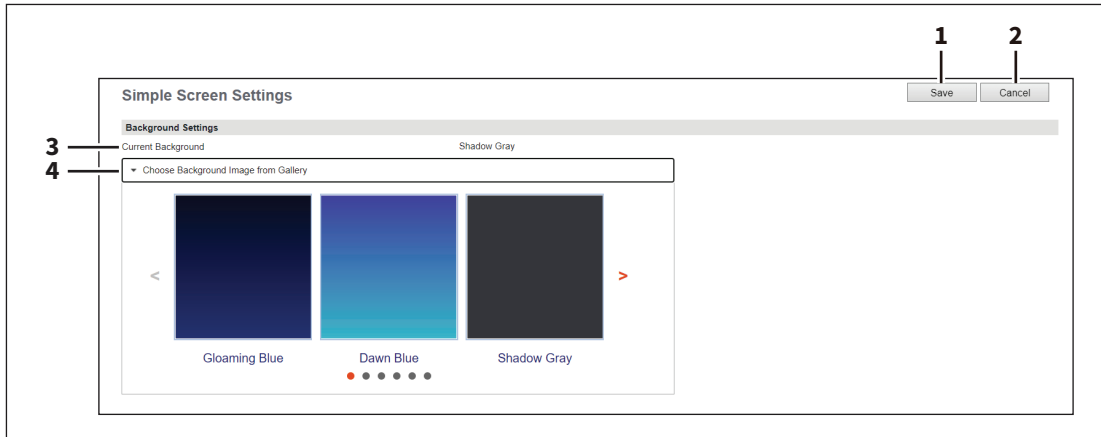 1 2
Simple Screen Settings Save Cancel
Background Settings
3 Current Background Shadow Gray
4 Choose Background Image from Gallery
< >
Gloaming Blue Dawn Blue Shadow Gray